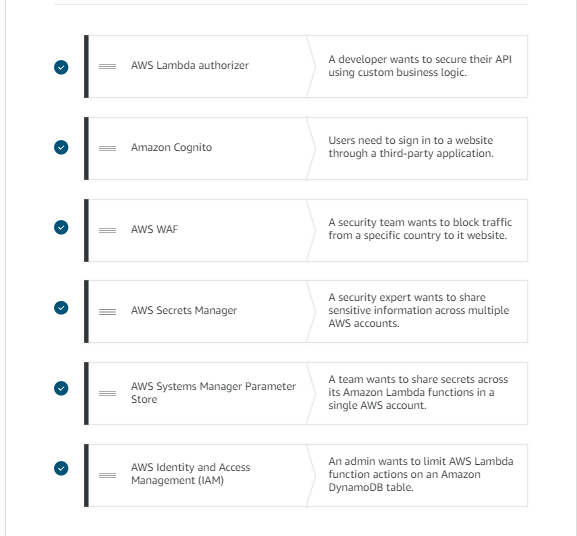 AWS Lambda authorizer
A developer wants to secure their API
using custom business logic.
Amazon Cognito
Users need to sign in to a website
through a third-party application.
AWS WAF
A security team wants to block traffic
from a specific country to it website.
AWS Secrets Manager
A security expert wants to share
sensitive information across multiple
AWS accounts.
AWS Systems Manager Parameter
Store
A team wants to share secrets across
its Amazon Lambda functions in a
single AWS account.
AWS Identity and Access
Management (IAM)
An admin wants to limit AWS Lambda
function actions on an Amazon
DynamoDB table.